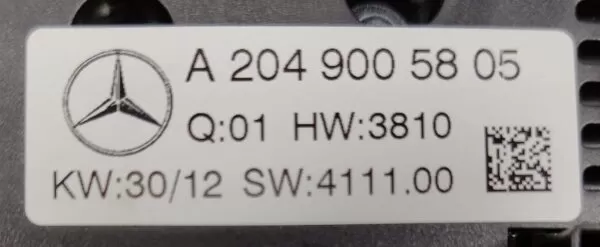 A 204 900 58 05
Q:01 HW:3810
KW:30/12 SW:4111.00